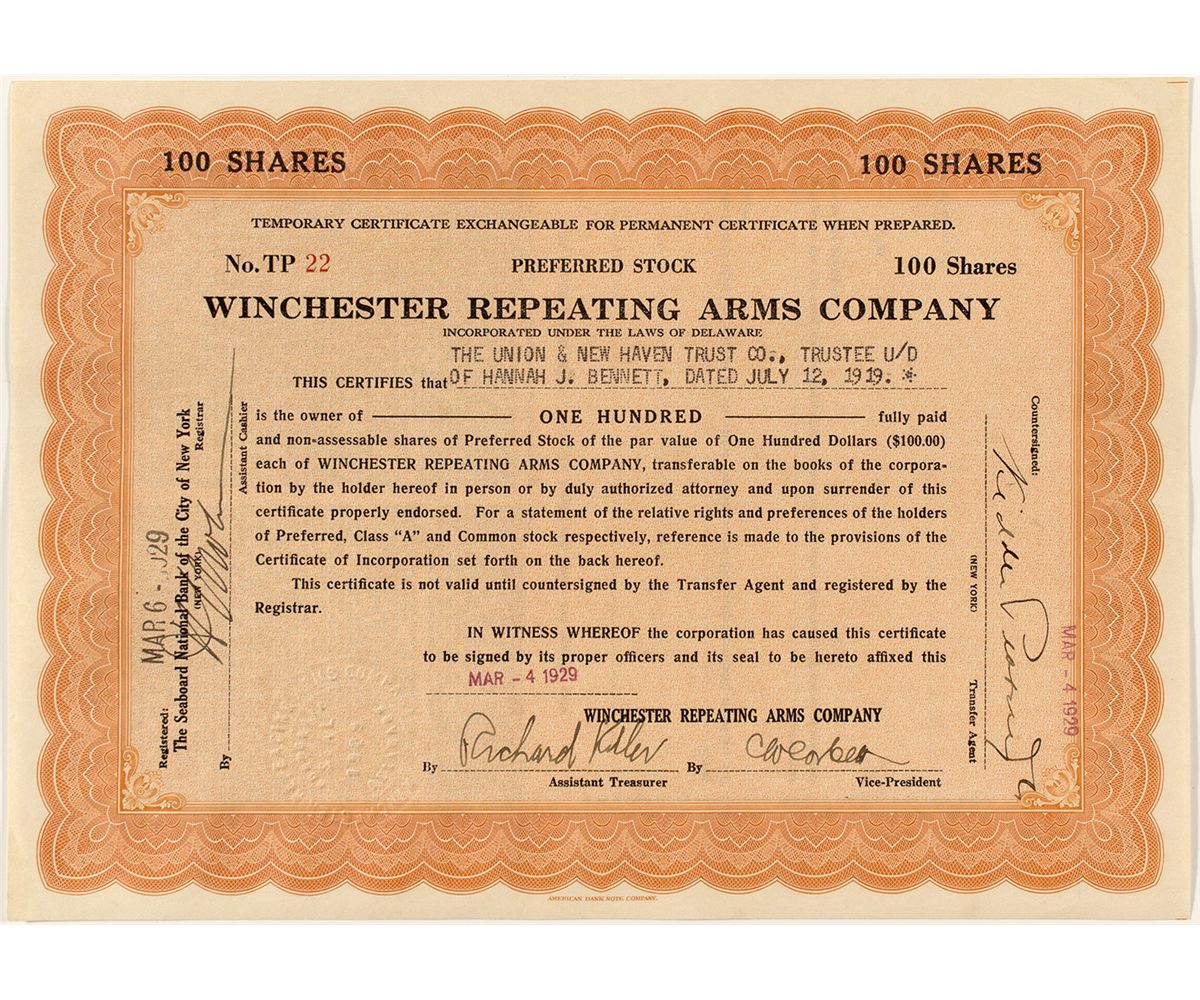 100 SHARES
100 SHARES
TEMPORARY CERTIFICATE EXCHANGEABLE FOR PERMANENT CERTIFICATE WHEN PREPARED.
No. TP 22
PREFERRED STOCK
100 Shares
WINCHESTER REPEATING ARMS COMPANY
INCORPORATED UNDER THE LAWS OF DELAWARE
THE UNION & NEW HAVEN TRUST CO., TRUSTEE U/D
THIS CERTIFIES that OF HANNAH J. BENNETT, DATED JULY 12, 1919. *
is the owner of ONE HUNDRED fully paid
and non-assessable shares of Preferred Stock of the par value of One Hundred Dollars ($100.00)
each of WINCHESTER REPEATING ARMS COMPANY, transferable on the books of the corpora-
tion by the holder hereof in person or by duly authorized attorney and upon surrender of this
certificate properly endorsed. For a statement of the relative rights and preferences of the holders
of Preferred, Class "A" and Common stock respectively, reference is made to the provisions of the
Certificate of Incorporation set forth on the back hereof.
This certificate is not valid until countersigned by the Transfer Agent and registered by the
Registrar.
IN WITNESS WHEREOF the corporation has caused this certificate
to be signed by its proper officers and its seal to be hereto affixed this
MAR - 4 1929
WINCHESTER REPEATING ARMS COMPANY
By Richard
By
Assistant Treasurer
Vice-President
Registered:
MAR 6 - 1929
The Seaboard National Bank of the City of New York
(NEW YORK)
Registrar
By
Assistant Cashier
Countersigned:
Kidder Peabody
(NEW YORK)
Transfer Agent
MAR - 4 1929
AMERICAN BANK NOTE COMPANY.